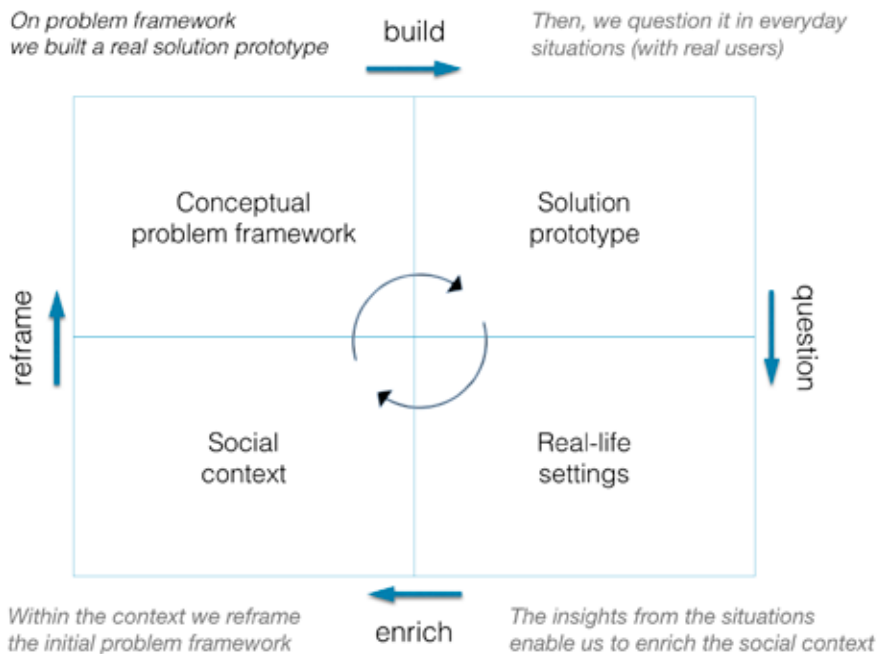 On problem framework
we built a real solution prototype
build
Then, we question it in everyday
situations (with real users)
Conceptual
problem framework
Solution
prototype
reframe
question
Social
context
Real-life
settings
Within the context we reframe
the initial problem framework
enrich
The insights from the situations
enable us to enrich the social context